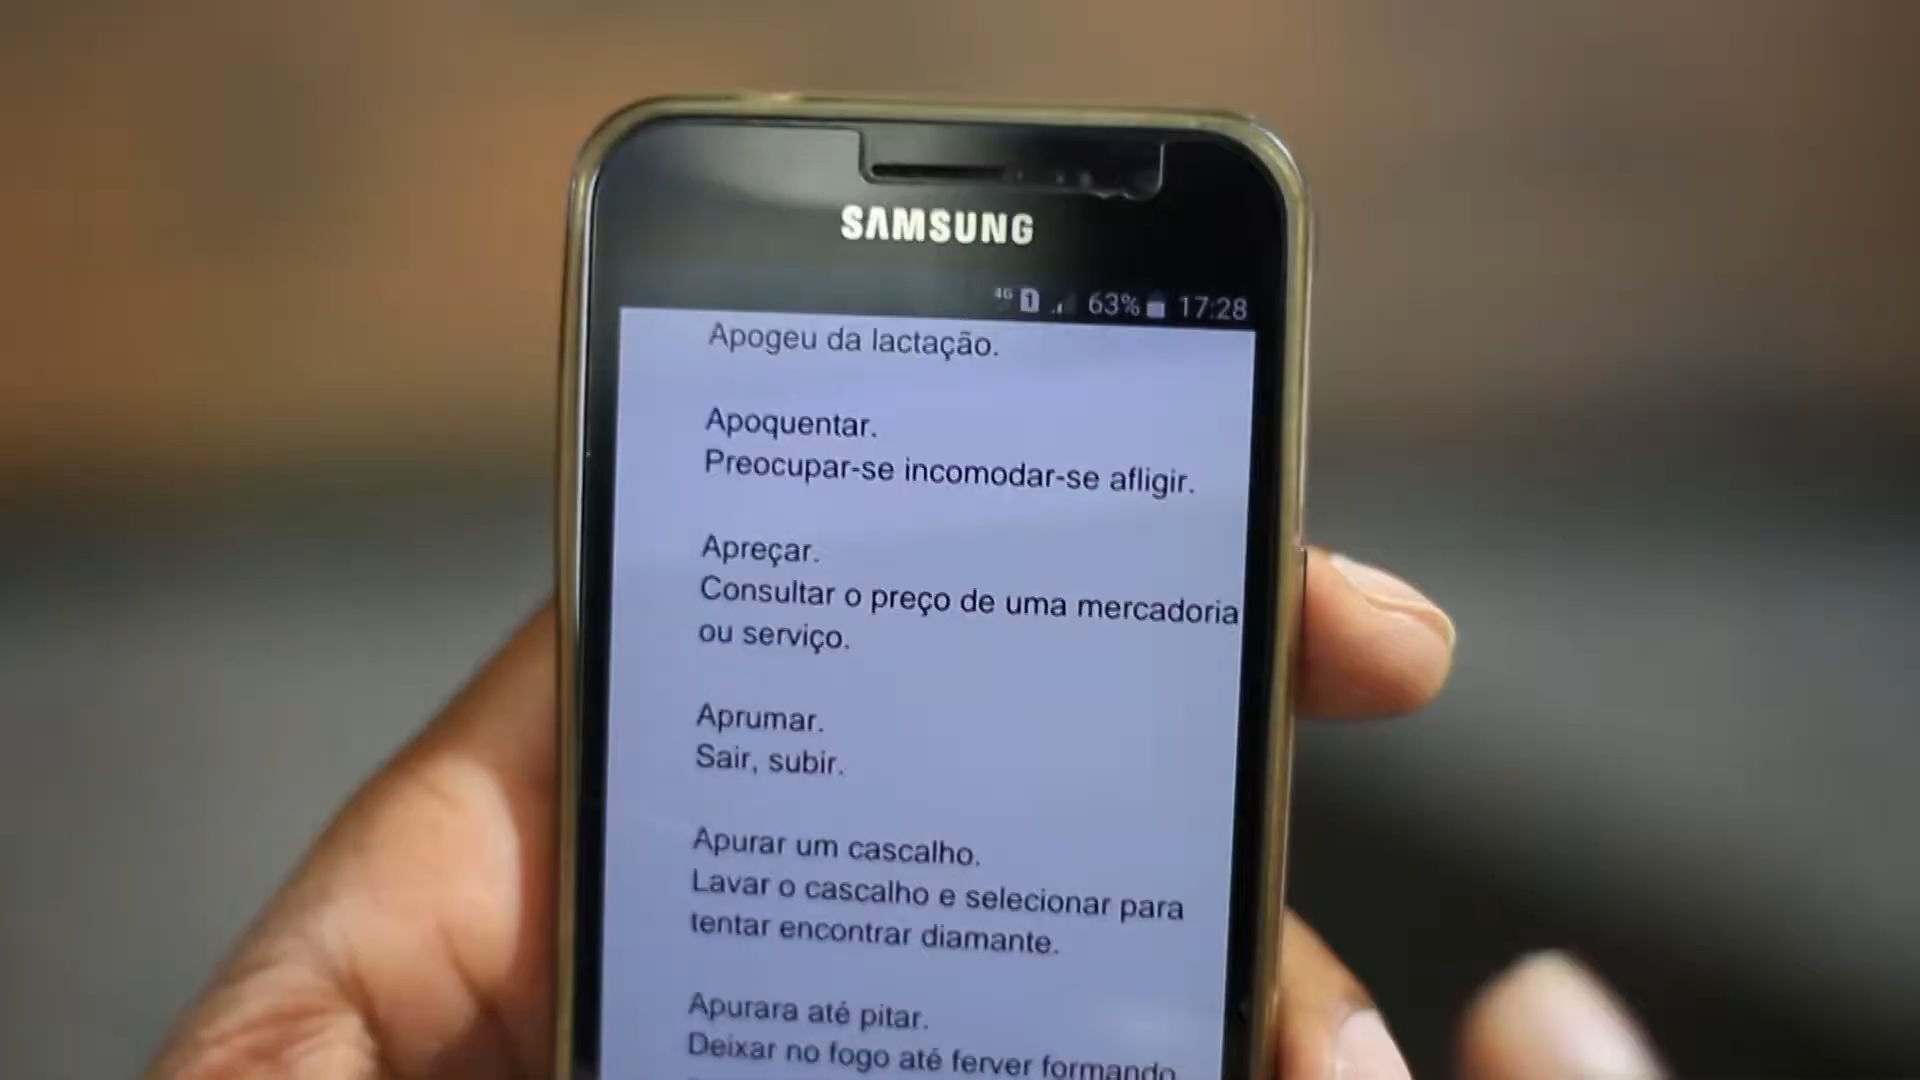 SAMSUNG
4G 1 63% 17:28
Apogeu da lactação.
Apoquentar.
Preocupar-se incomodar-se afligir.
Apreçar.
Consultar o preço de uma mercadoria
ou serviço.
Aprumar.
Sair, subir.
Apurar um cascalho.
Lavar o cascalho e selecionar para
tentar encontrar diamante.
Apurara até pitar.
Deixar no fogo até ferver formando